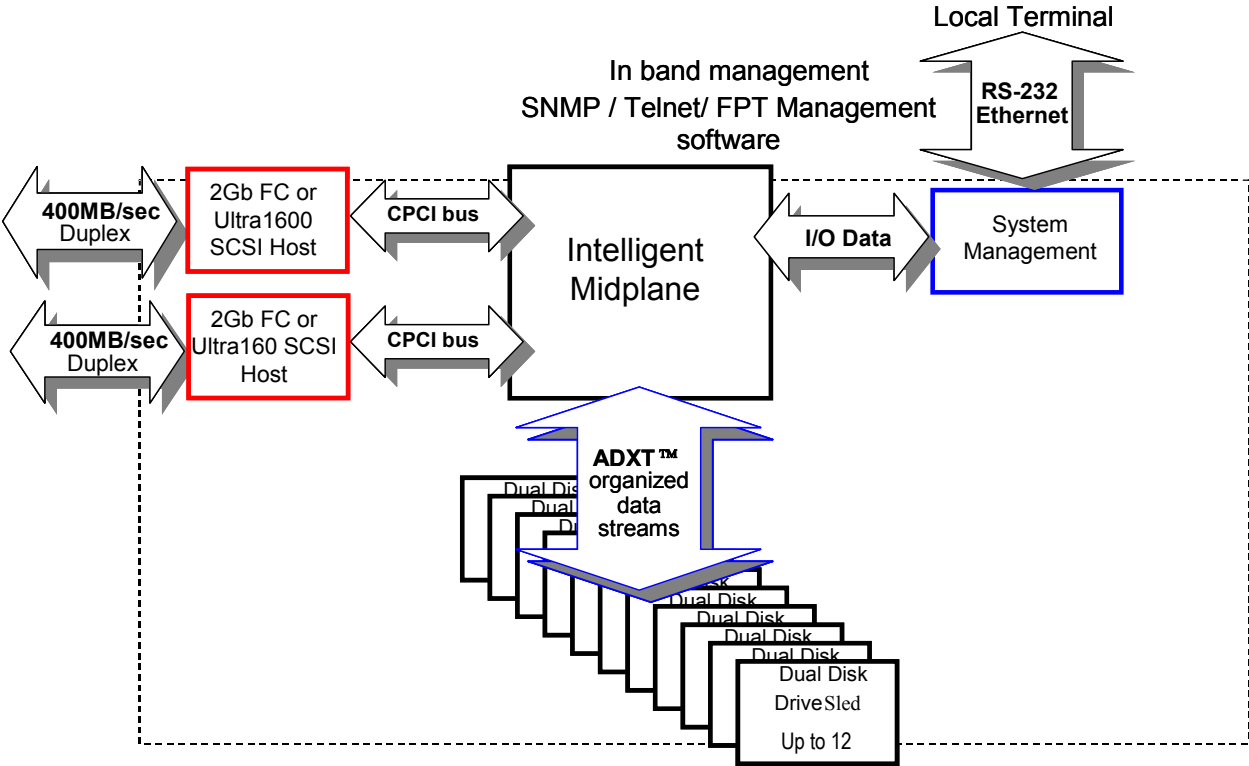 Local Terminal
In band management
SNMP / Telnet/ FPT Management
software
RS-232
Ethernet
400MB/sec
Duplex
2Gb FC or
Ultra1600
SCSI Host
CPCI bus
Intelligent
Midplane
I/O Data
System
Management
400MB/sec
Duplex
2Gb FC or
Ultra160 SCSI
Host
CPCI bus
ADXT™
organized
data
streams
Dual Dis
Dual
D
isk
Dual Disk
Dual Disk
Dual Disk
Dual Disk
Dual Disk
Drive Sled
Up to 12